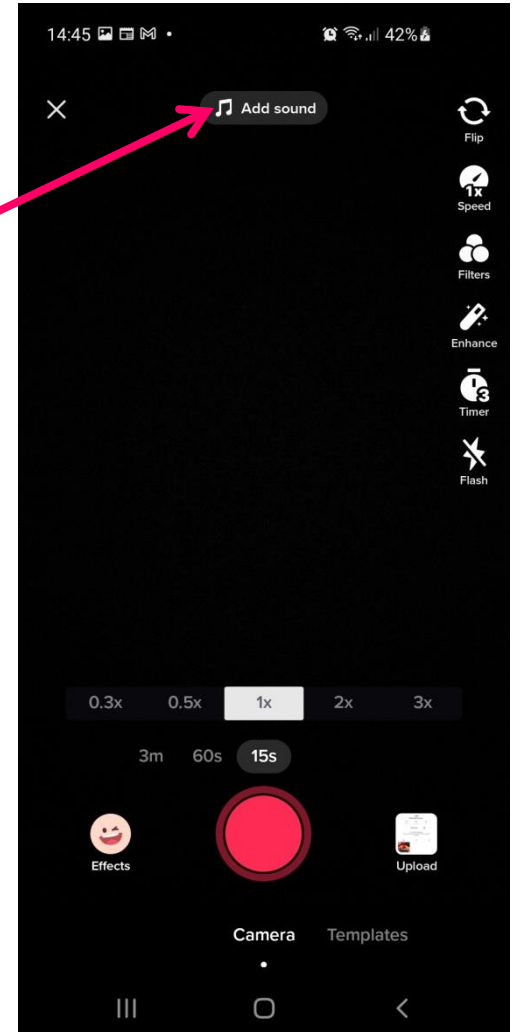 14:45
42%
Add sound
Flip
1x
Speed
Filters
Enhance
3
Timer
Flash
0.3x 0.5x 1x 2x 3x
3m 60s 15s
Effects
Upload
Camera Templates